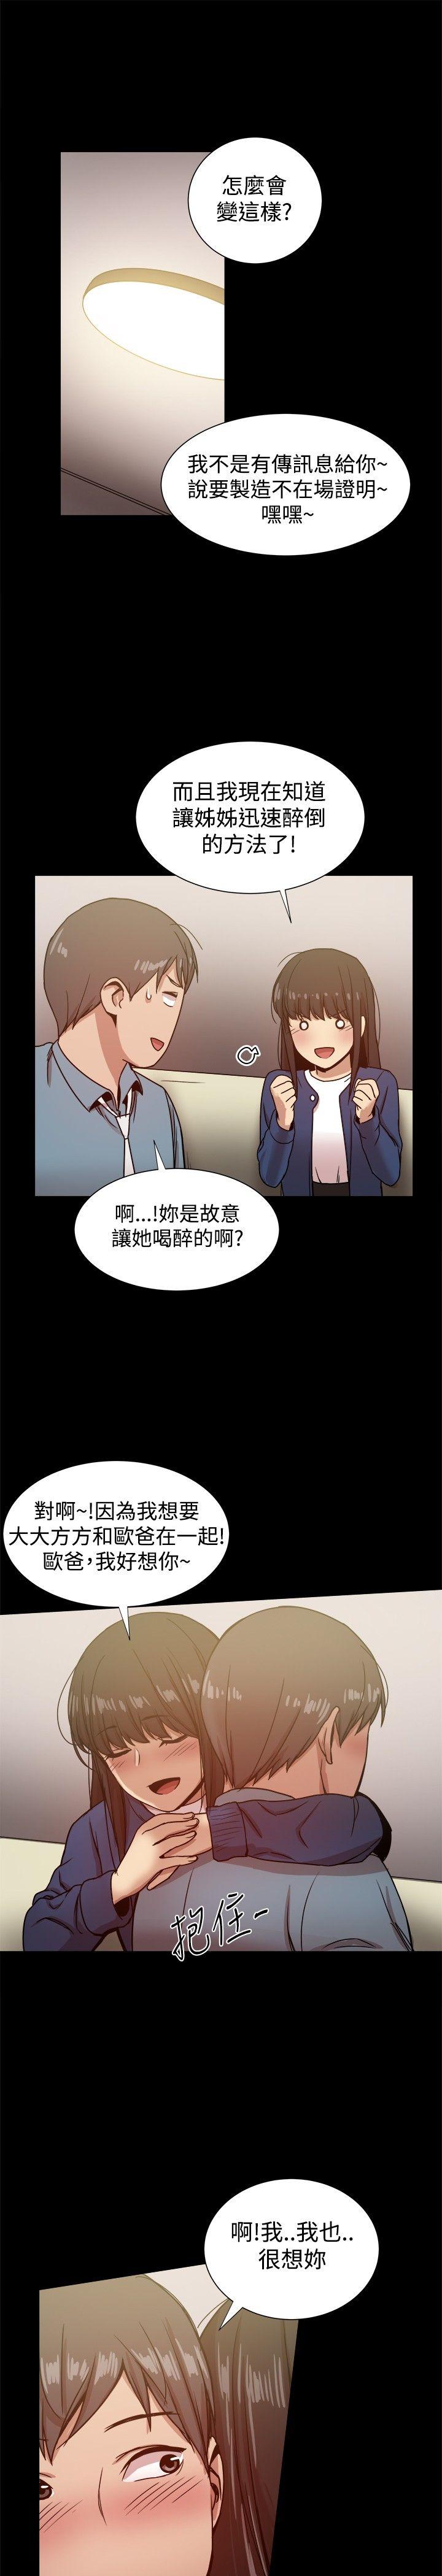 怎麼會
變這樣?
我不是有傳訊息給你~
說要製造不在場證明~
嘿嘿~
而且我現在知道
讓姊姊迅速醉倒
的方法了!
啊...!妳是故意
讓她喝醉的啊?
對啊~!因為我想要
大大方方和歐爸在一起!
歐爸,我好想你~
抱住-
啊!我..我也..
很想妳